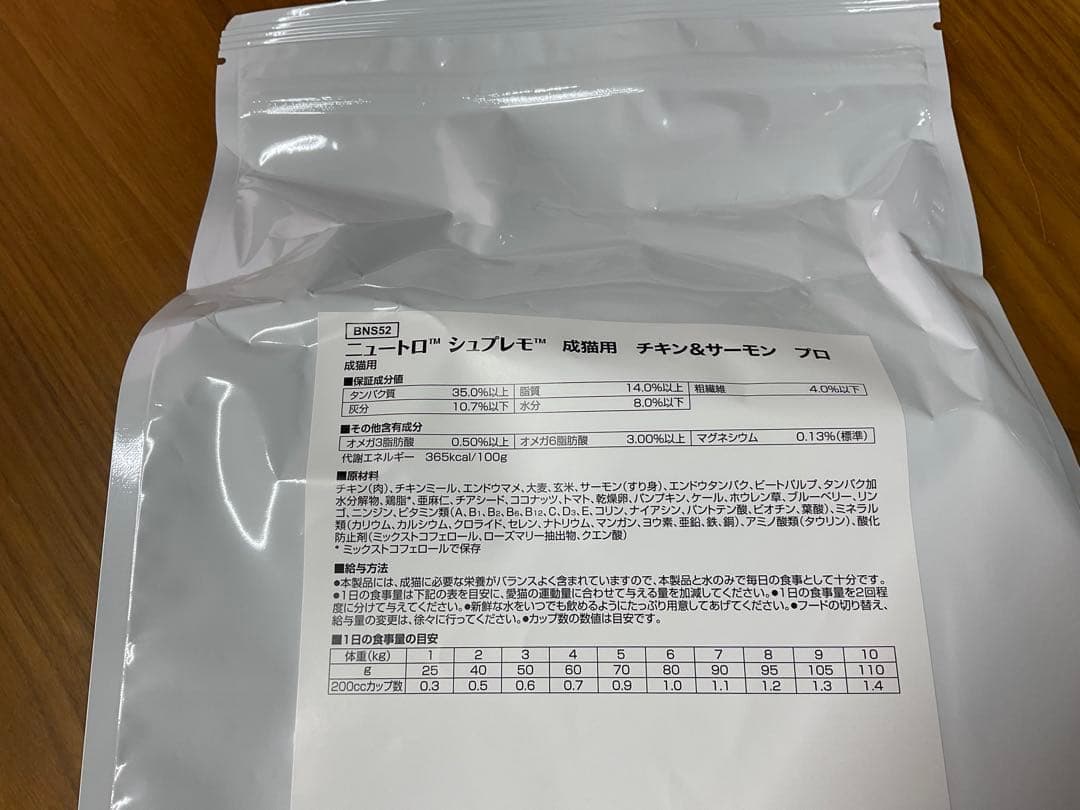 BNS52
ニュートロ™ シュプレモ™ 成猫用 チキン&サーモン プロ
成猫用
■保証成分値
タンパク質 35.0%以上 脂質 14.0%以上 粗繊維 4.0%以下
灰分 10.7%以下 水分 8.0%以下
■その他含有成分
オメガ3脂肪酸 0.50%以上 オメガ6脂肪酸 3.00%以上 マグネシウム 0.13%(標準)
代謝エネルギー 365kcal/100g
■原材料
チキン(肉)、チキンミール、エンドウマメ、大麦、玄米、サーモン(すり身)、エンドウタンパク、ビートパルプ、タンパク加
水分解物、鶏脂*、亜麻仁、チアシード、ココナッツ、トマト、乾燥卵、パンプキン、ケール、ホウレン草、ブルーベリー、リン
ゴ、ニンジン、ビタミン類(A、B1、B2、B6、B12、C、D3、E、コリン、ナイアシン、パントテン酸、ビオチン、葉酸)、ミネラル
類(カリウム、カルシウム、クロライド、セレン、ナトリウム、マンガン、ヨウ素、亜鉛、鉄、銅)、アミノ酸類(タウリン)、酸化
防止剤(ミックストコフェロール、ローズマリー抽出物、クエン酸)
* ミックストコフェロールで保存
■給与方法
●本製品には、成猫に必要な栄養がバランスよく含まれていますので、本製品と水のみで毎日の食事として十分です。
●1日の食事量は下記の表を目安に、愛猫の運動量に合わせて与える量を加減してください。●1日の食事量を2回程
度に分けて与えてください。●新鮮な水をいつでも飲めるようにたっぷり用意してあげてください。●フードの切り替え、
給与量の変更は、徐々に行ってください。●カップ数の数値は目安です。
■1日の食事量の目安
体重(kg) 1 2 3 4 5 6 7 8 9 10
g 25 40 50 60 70 80 90 95 105 110
200ccカップ数 0.3 0.5 0.6 0.7 0.9 1.0 1.1 1.2 1.3 1.4